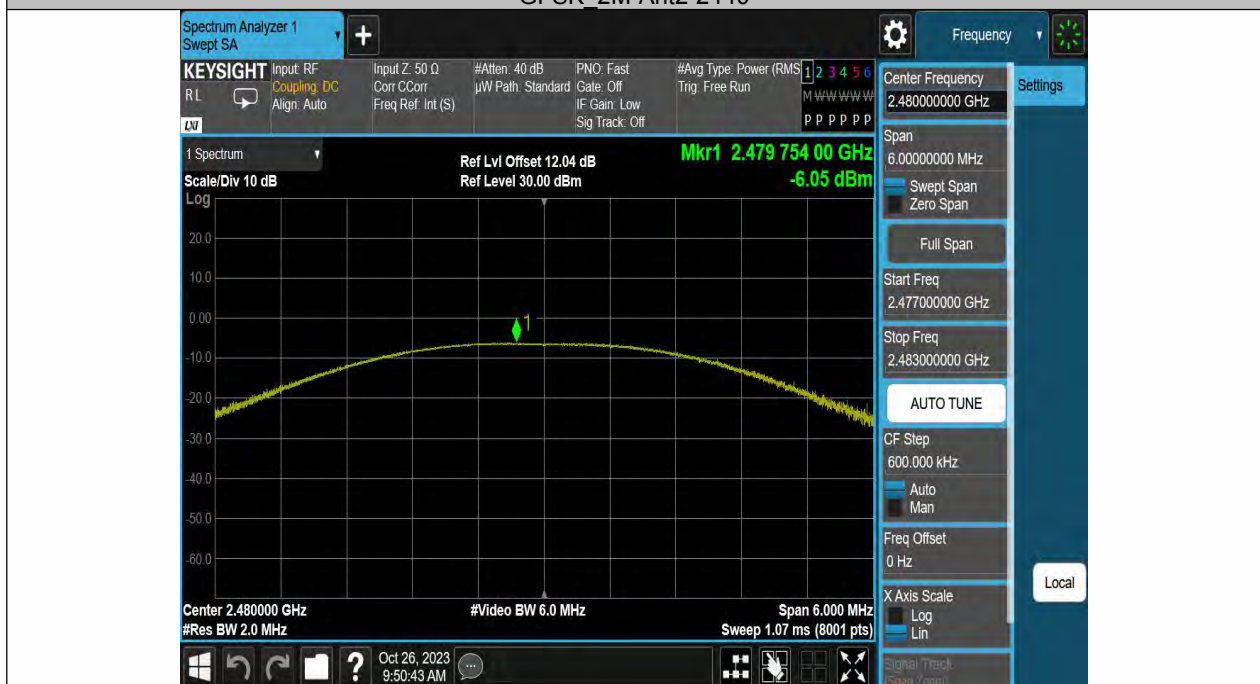 GFSK_2M-Ant2-2440
Spectrum Analyzer 1
Swept SA
Frequency
KEYSIGHT
R L
LXI
Input: RF
Coupling: DC
Align: Auto
Input Z: 50 Ω
Corr CCorr
Freq Ref: Int (S)
#Atten: 40 dB
µW Path: Standard
PNO: Fast
Gate: Off
IF Gain: Low
Sig Track: Off
#Avg Type: Power (RMS
Trig: Free Run
1 2 3 4 5 6
M W W W W W
P P P P P P
Center Frequency
2.480000000 GHz
Settings
Span
6.00000000 MHz
Swept Span
Zero Span
Full Span
Start Freq
2.477000000 GHz
Stop Freq
2.483000000 GHz
AUTO TUNE
CF Step
600.000 kHz
Auto
Man
Freq Offset
0 Hz
X Axis Scale
Log
Lin
Signal Track
(Span Zoom)
Local
1 Spectrum
Scale/Div 10 dB
Log
Ref Lvl Offset 12.04 dB
Ref Level 30.00 dBm
Mkr1 2.479 754 00 GHz
-6.05 dBm
20.0
10.0
0.00
-10.0
-20.0
-30.0
-40.0
-50.0
-60.0
1
Center 2.480000 GHz
#Res BW 2.0 MHz
#Video BW 6.0 MHz
Span 6.000 MHz
Sweep 1.07 ms (8001 pts)
?
Oct 26, 2023
9:50:43 AM